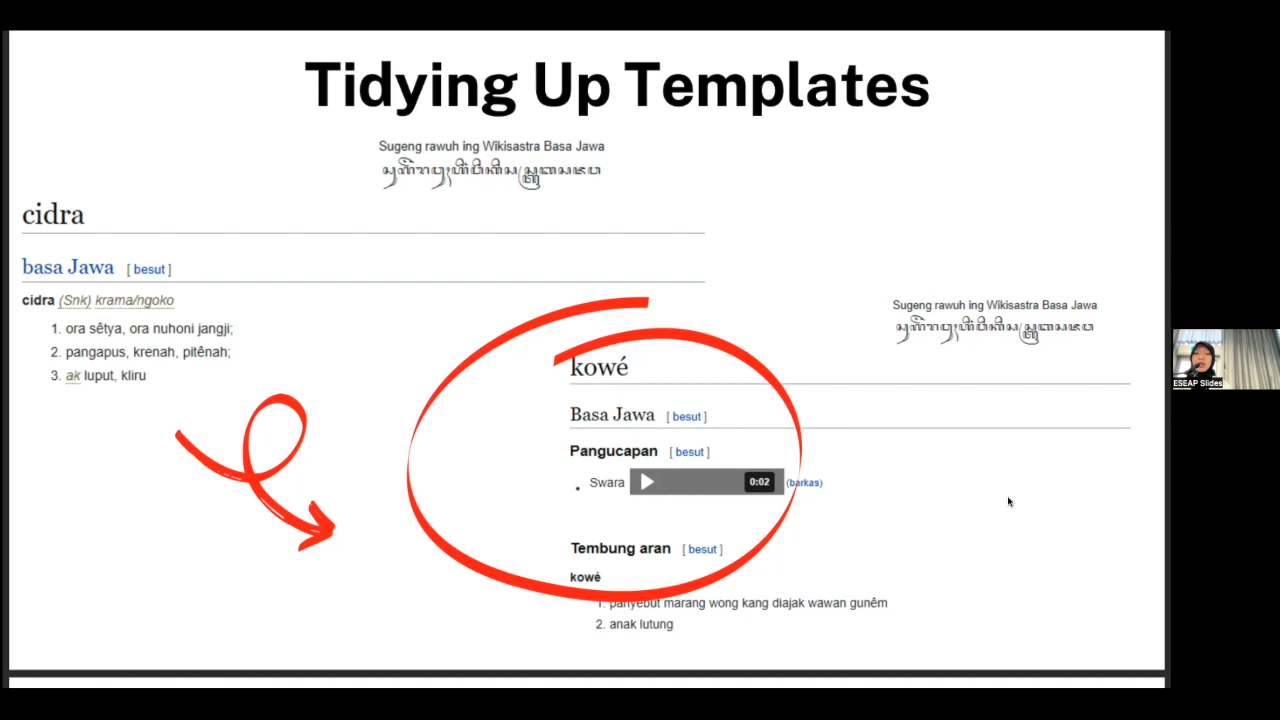 Tidying Up Templates
Sugeng rawuh ing Wikisastra Basa Jawa
cidra
basa Jawa [ besut ]
cidra (Snk) krama/ngoko
1. ora sêtya, ora nuhoni jangji;
2. pangapus, krenah, pitênah;
3. ak luput, kliru
Sugeng rawuh ing Wikisastra Basa Jawa
kowé
Basa Jawa [ besut ]
Pangucapan [ besut ]
Swara 0:02 (barkas)
Tembung aran [ besut ]
kowé
1. panyebut marang wong kang diajak wawan gunêm
2. anak lutung
ESEAP Slides